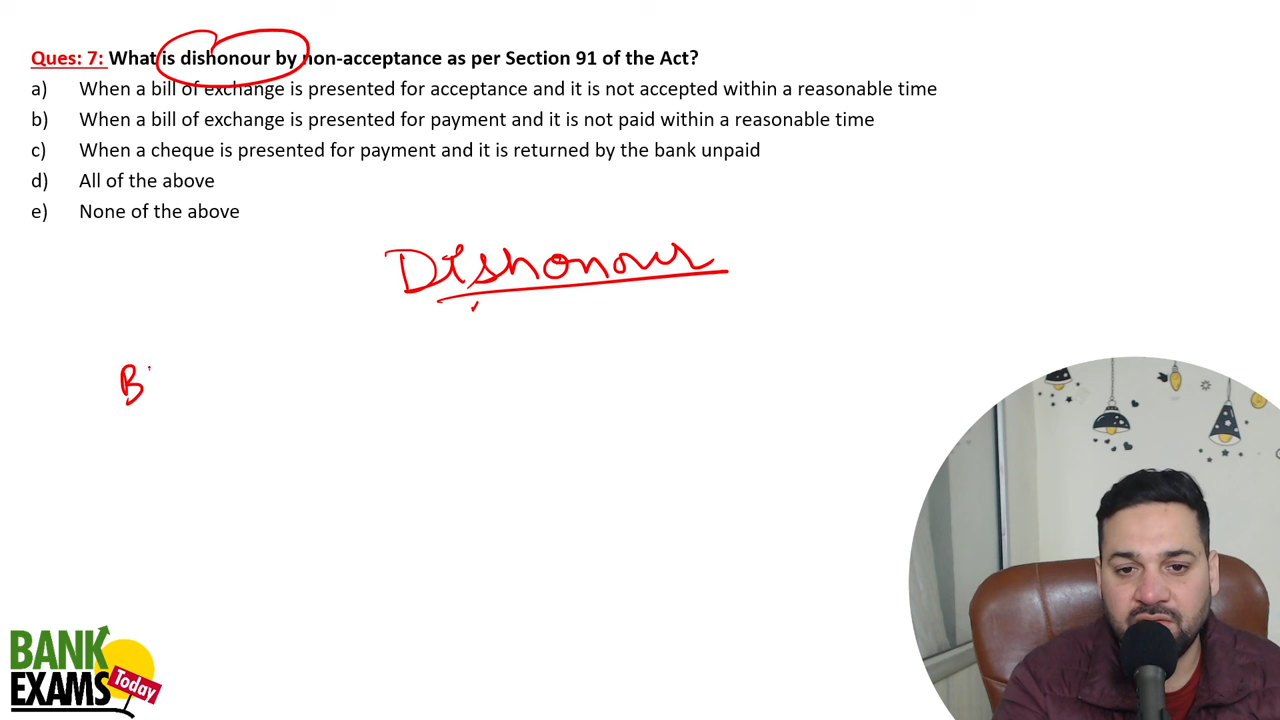 Ques: 7: What is dishonour by non-acceptance as per Section 91 of the Act?
a) When a bill of exchange is presented for acceptance and it is not accepted within a reasonable time
b) When a bill of exchange is presented for payment and it is not paid within a reasonable time
c) When a cheque is presented for payment and it is returned by the bank unpaid
d) All of the above
e) None of the above
Dishonour
B
BANK
EXAMS
Today